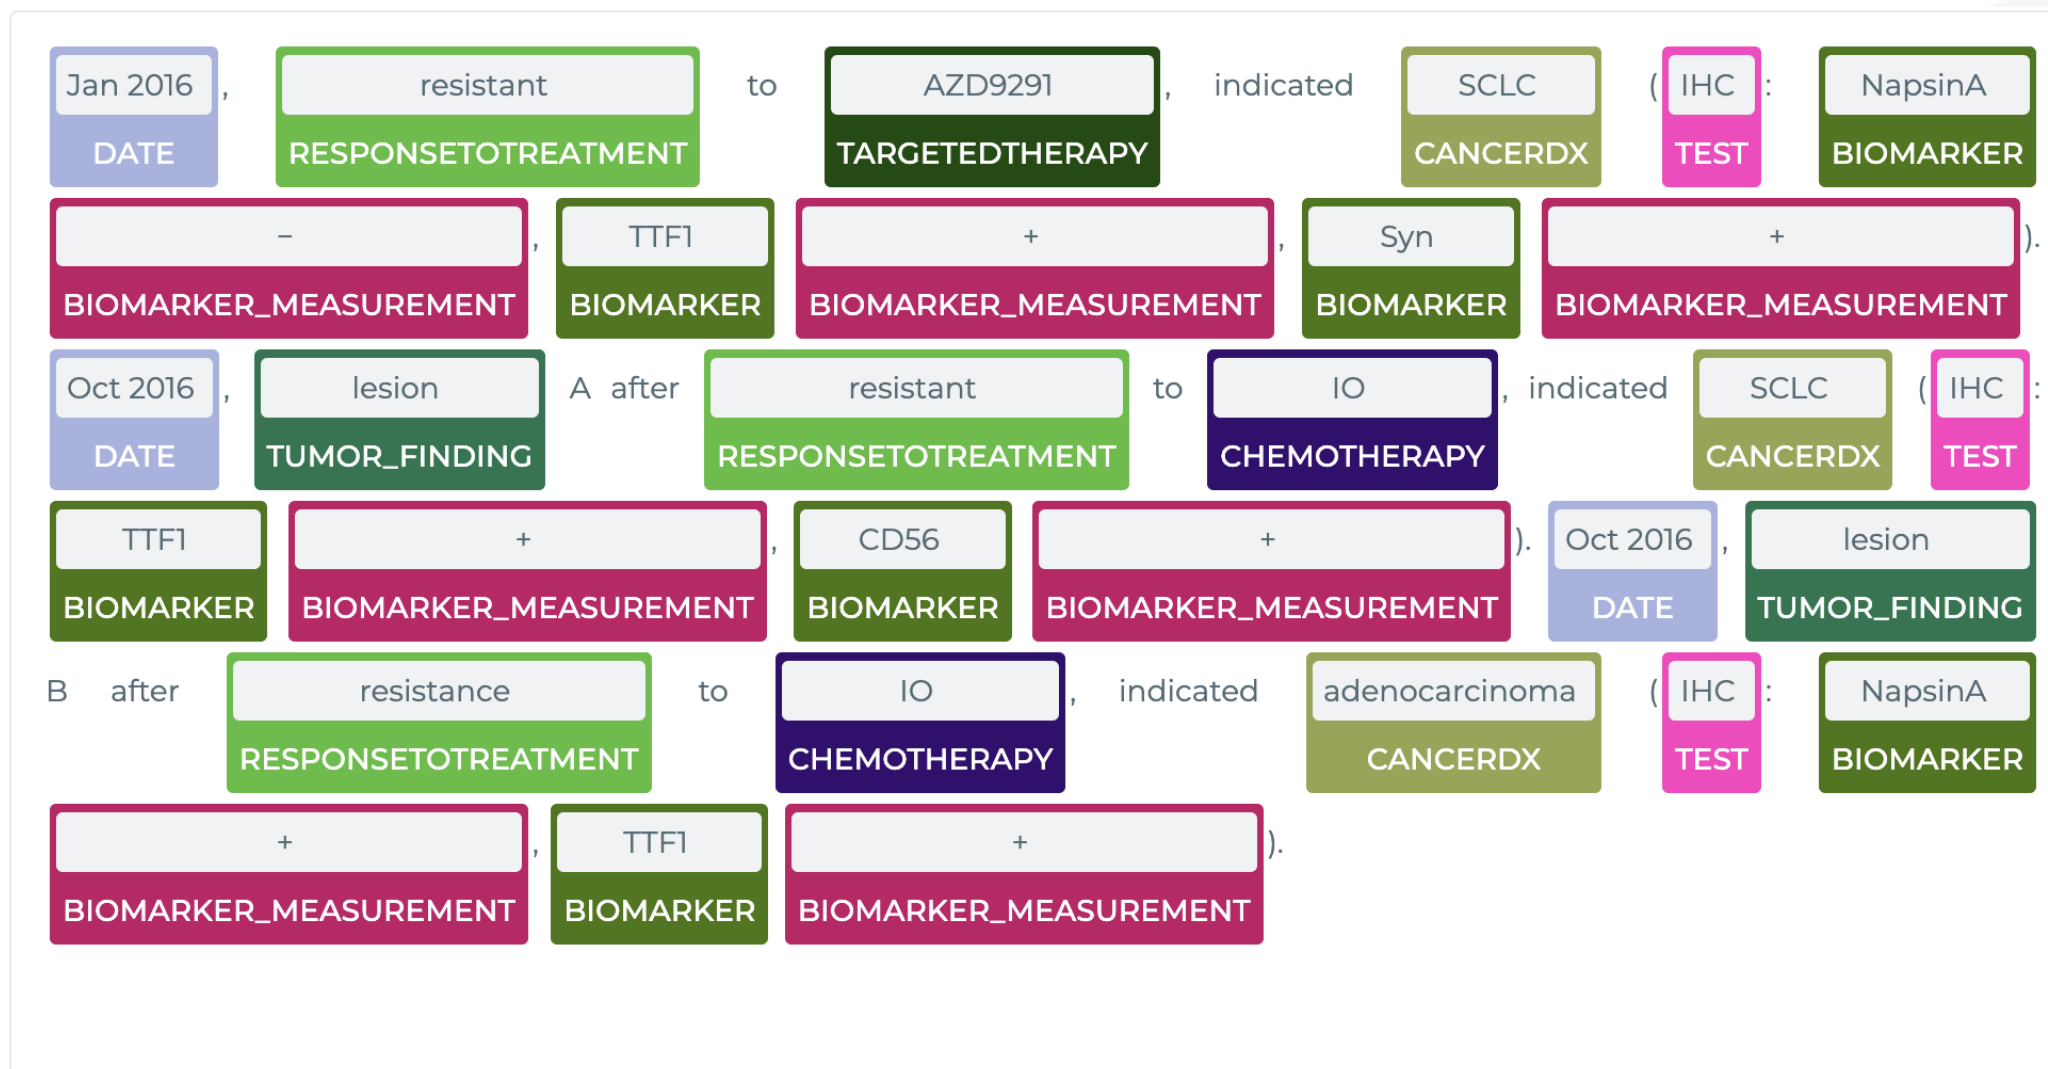 Jan 2016, resistant to AZD9291, indicated SCLC (IHC: NapsinA
DATE RESPONSETOTREATMENT TARGETEDTHERAPY CANCERDX TEST BIOMARKER
−, TTF1 +, Syn +).
BIOMARKER_MEASUREMENT BIOMARKER BIOMARKER_MEASUREMENT BIOMARKER BIOMARKER_MEASUREMENT
Oct 2016, lesion A after resistant to IO, indicated SCLC (IHC:
DATE TUMOR_FINDING RESPONSETOTREATMENT CHEMOTHERAPY CANCERDX TEST
TTF1 +, CD56 +). Oct 2016, lesion
BIOMARKER BIOMARKER_MEASUREMENT BIOMARKER BIOMARKER_MEASUREMENT DATE TUMOR_FINDING
B after resistance to IO, indicated adenocarcinoma (IHC: NapsinA
RESPONSETOTREATMENT CHEMOTHERAPY CANCERDX TEST BIOMARKER
+, TTF1 +).
BIOMARKER_MEASUREMENT BIOMARKER BIOMARKER_MEASUREMENT